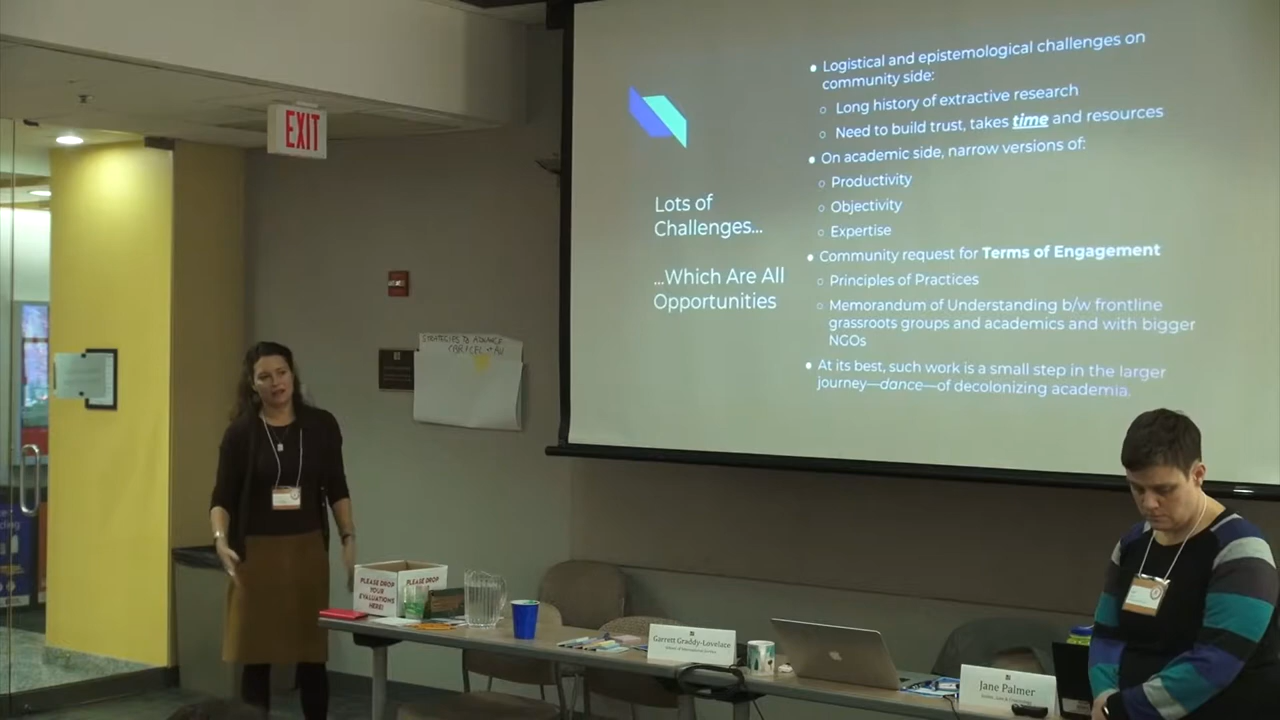 EXIT
Lots of
Challenges...
...Which Are All
Opportunities
• Logistical and epistemological challenges on
community side:
○ Long history of extractive research
○ Need to build trust, takes time and resources
• On academic side, narrow versions of:
○ Productivity
○ Objectivity
○ Expertise
• Community request for Terms of Engagement
○ Principles of Practices
○ Memorandum of Understanding b/w frontline
grassroots groups and academics and with bigger
NGOs
• At its best, such work is a small step in the larger
journey—dance—of decolonizing academia.
STRATEGIES TO ADVANCE
PLEASE DROP
YOUR
EVALUATIONS
HERE!
PLEASE DROP
Garrett Graddy-Lovelace
Jane Palmer